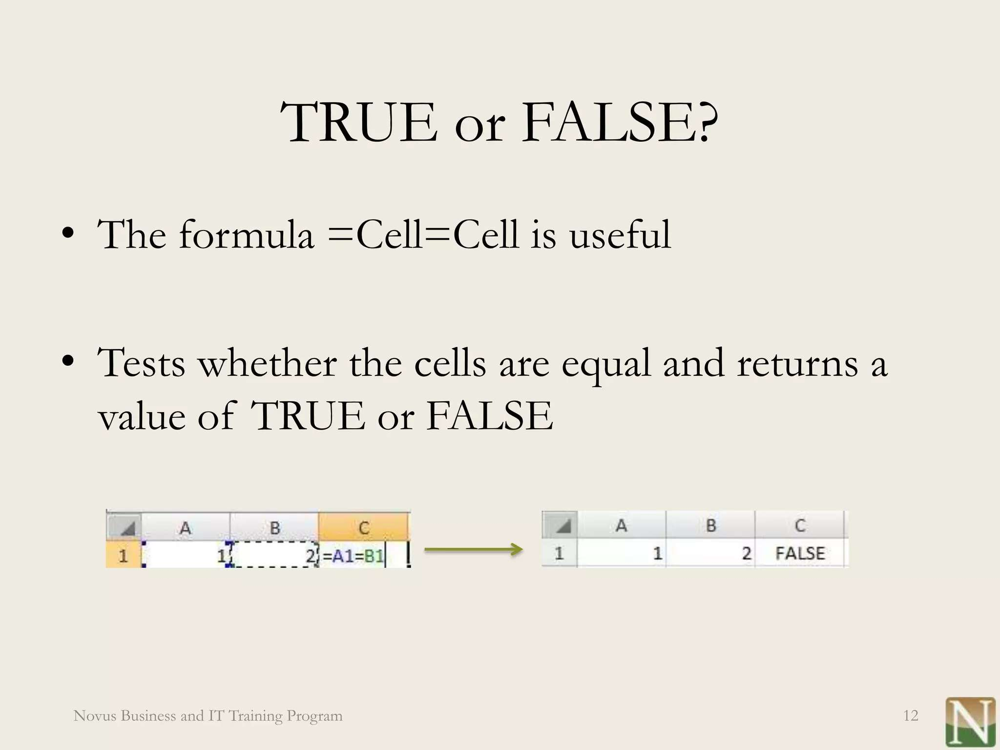 TRUE or FALSE?
• The formula =Cell=Cell is useful
• Tests whether the cells are equal and returns a
value of TRUE or FALSE
A B C
1 1 2 =A1=B1
A B C
1 1 2 FALSE
Novus Business and IT Training Program
12
N